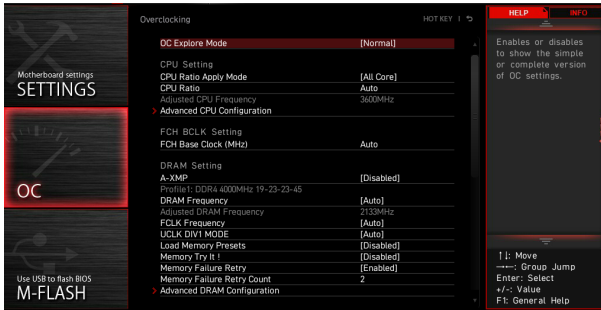 Motherboard settings
SETTINGS
OC
Use USB to flash BIOS
M-FLASH
Overclocking
HOT KEY
OC Explore Mode [Normal]
CPU Setting
CPU Ratio Apply Mode [All Core]
CPU Ratio Auto
Adjusted CPU Frequency 3600MHz
> Advanced CPU Configuration
FCH BCLK Setting
FCH Base Clock (MHz) Auto
DRAM Setting
A-XMP [Disabled]
Profile1: DDR4 4000MHz 19-23-23-45
DRAM Frequency [Auto]
Adjusted DRAM Frequency 2133MHz
FCLK Frequency [Auto]
UCLK DIV1 MODE [Auto]
Load Memory Presets [Disabled]
Memory Try It ! [Disabled]
Memory Failure Retry [Enabled]
Memory Failure Retry Count 2
> Advanced DRAM Configuration
HELP INFO
Enables or disables
to show the simple
or complete version
of OC settings.
↑↓: Move
→←: Group Jump
Enter: Select
+/-: Value
F1: General Help